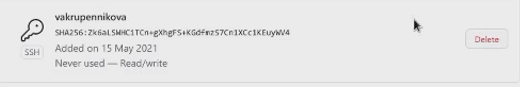 vakrupennikova
SHA256:Zk6aLSWHC1TCn+gXhgFS+KGdfmzS7Cn1XCc1KEuyWV4
SSH
Added on 15 May 2021
Never used — Read/write
Delete